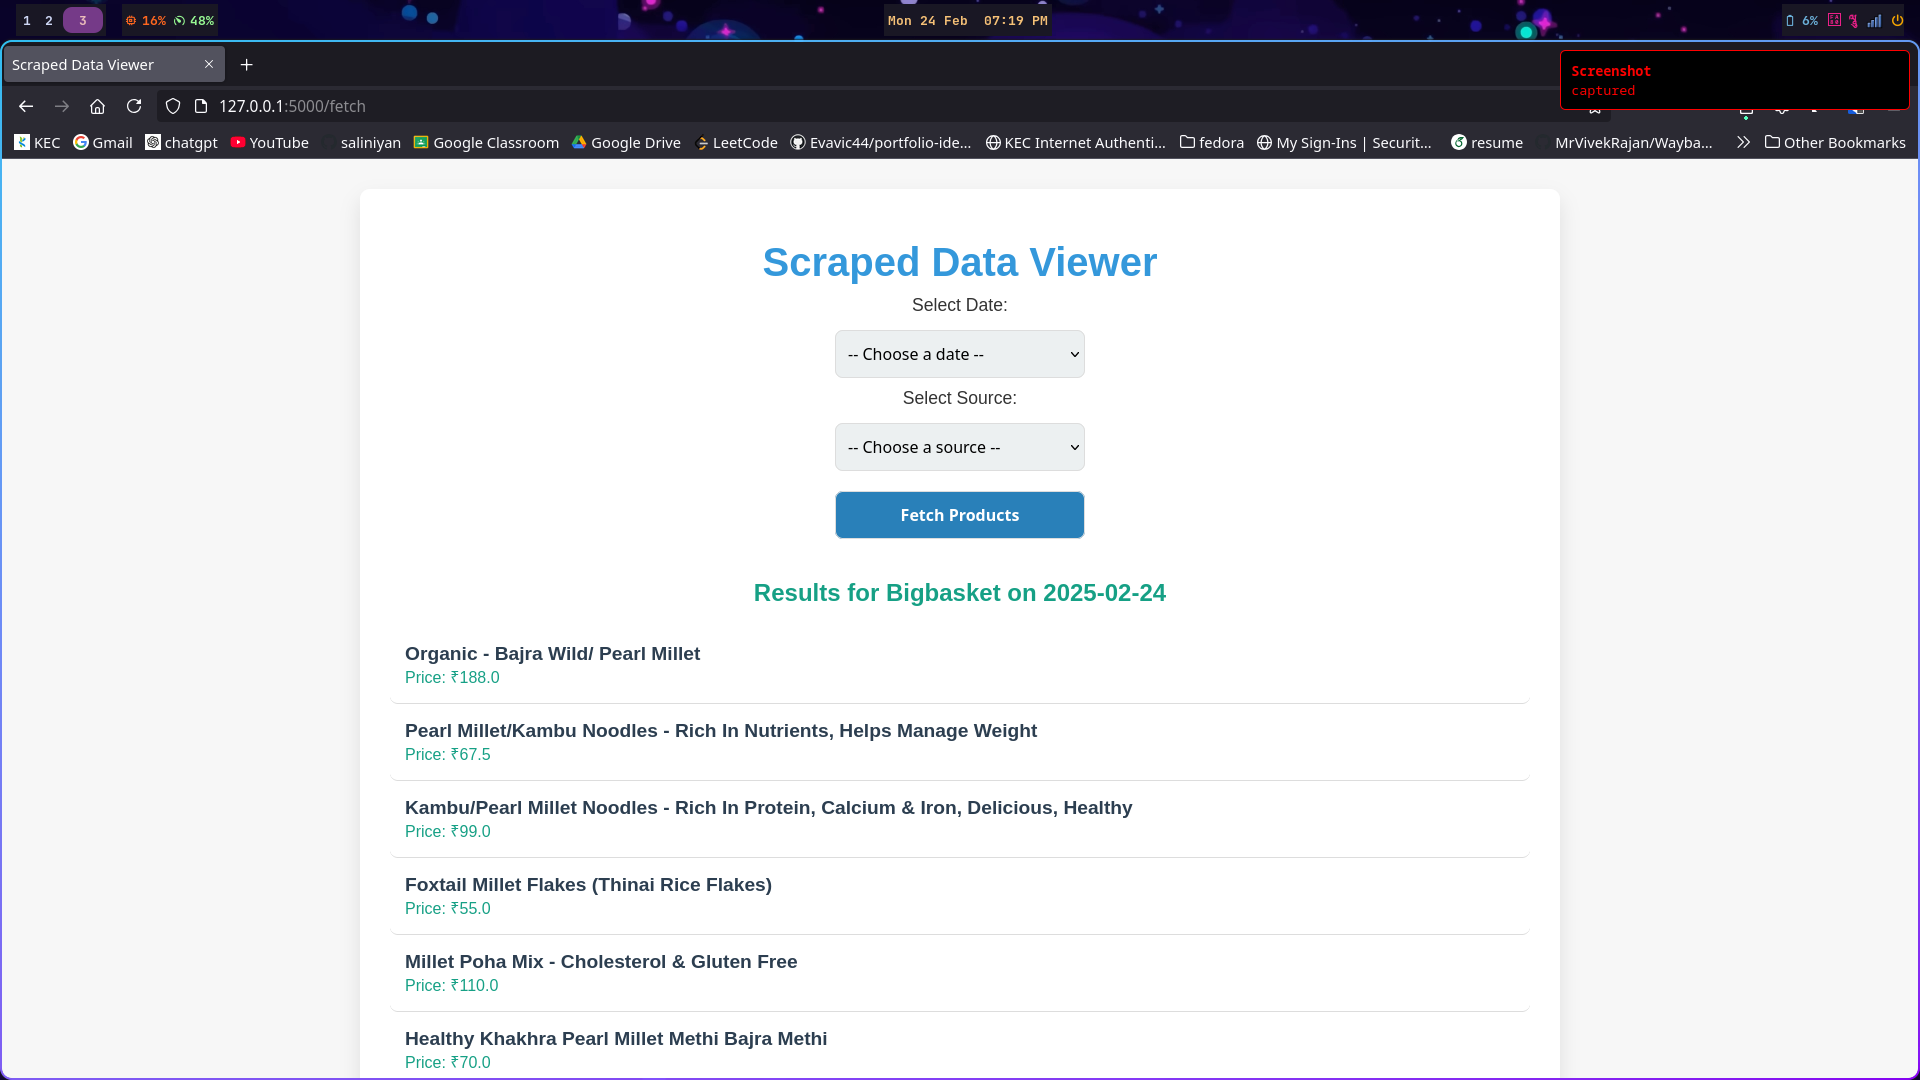 1 2 3 16% 48% Mon 24 Feb 07:19 PM 6%
Scraped Data Viewer
Screenshot
captured
127.0.0.1:5000/fetch
KEC Gmail chatgpt YouTube saliniyan Google Classroom Google Drive LeetCode Evavic44/portfolio-ide... KEC Internet Authenti... fedora My Sign-Ins | Securit... resume MrVivekRajan/Wayba... Other Bookmarks
Scraped Data Viewer
Select Date:
-- Choose a date --
Select Source:
-- Choose a source --
Fetch Products
Results for Bigbasket on 2025-02-24
Organic - Bajra Wild/ Pearl Millet
Price: ₹188.0
Pearl Millet/Kambu Noodles - Rich In Nutrients, Helps Manage Weight
Price: ₹67.5
Kambu/Pearl Millet Noodles - Rich In Protein, Calcium & Iron, Delicious, Healthy
Price: ₹99.0
Foxtail Millet Flakes (Thinai Rice Flakes)
Price: ₹55.0
Millet Poha Mix - Cholesterol & Gluten Free
Price: ₹110.0
Healthy Khakhra Pearl Millet Methi Bajra Methi
Price: ₹70.0